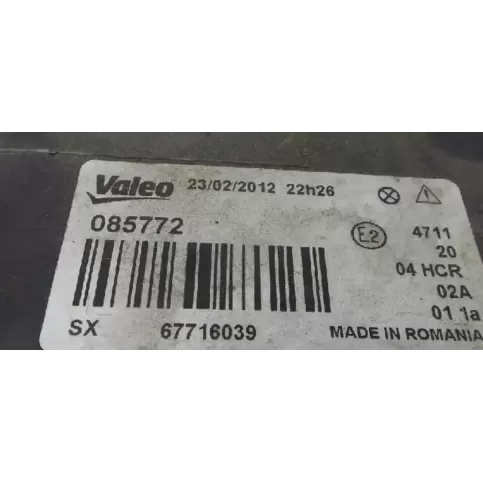 Valeo 23/02/2012 22h26
085772
E2 4711
20
04 HCR
02A
01 1a
SX 67716039 MADE IN ROMANIA